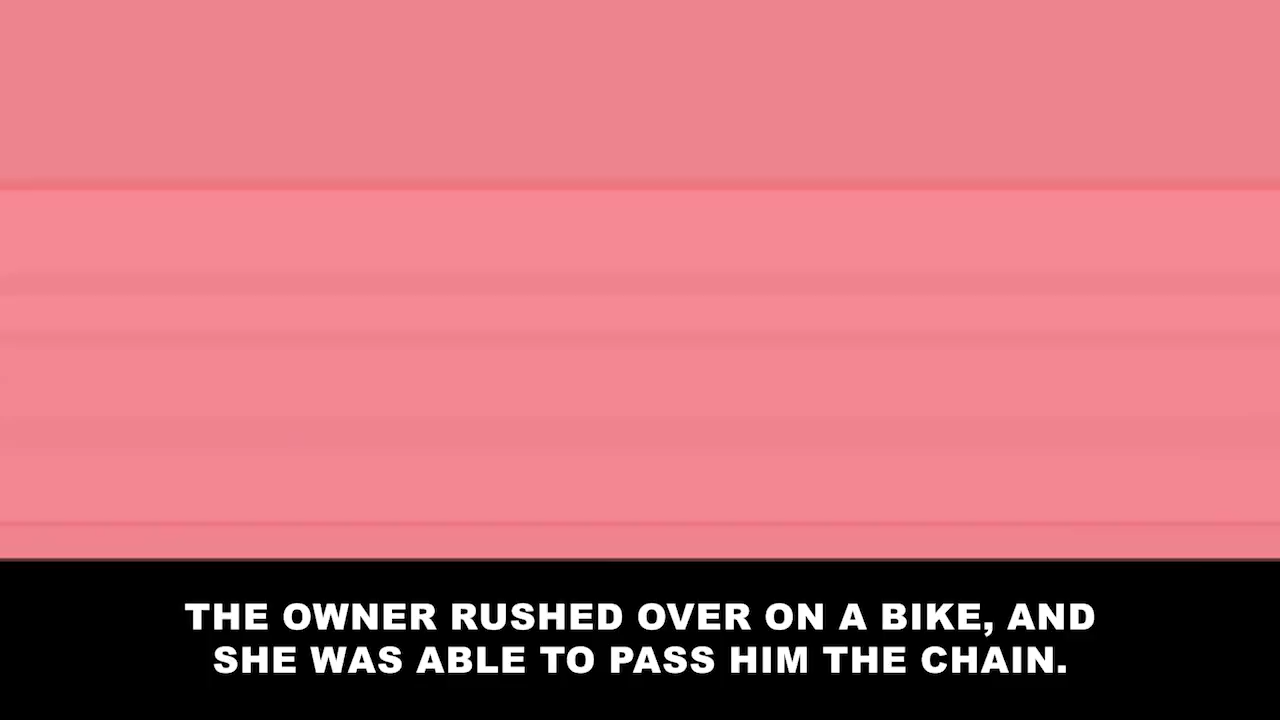 THE OWNER RUSHED OVER ON A BIKE, AND
SHE WAS ABLE TO PASS HIM THE CHAIN.